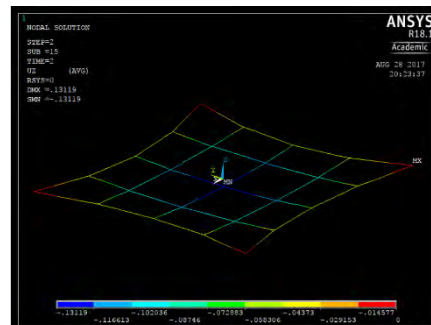 1
NODAL SOLUTION
STEP=2
SUB =15
TIME=2
UZ (AVG)
RSYS=0
DMX =.13119
SMN =-.13119
ANSYS
R18.1
Academic
AUG 28 2017
20:23:37
MX
MN
-.13119 -.102036 -.072883 -.04373 -.014577
-.116613 -.08746 -.058306 -.029153 0